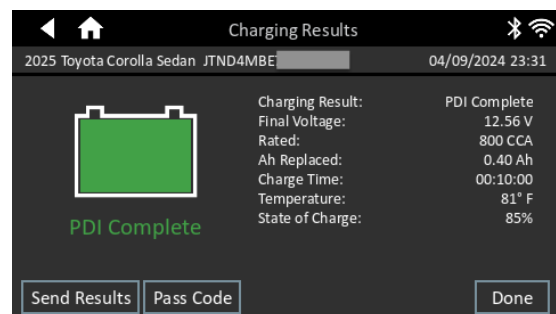 Charging Results
2025 Toyota Corolla Sedan JTND4MBE 04/09/2024 23:31
Charging Result: PDI Complete
Final Voltage: 12.56 V
Rated: 800 CCA
Ah Replaced: 0.40 Ah
Charge Time: 00:10:00
Temperature: 81° F
State of Charge: 85%
PDI Complete
Send Results Pass Code Done